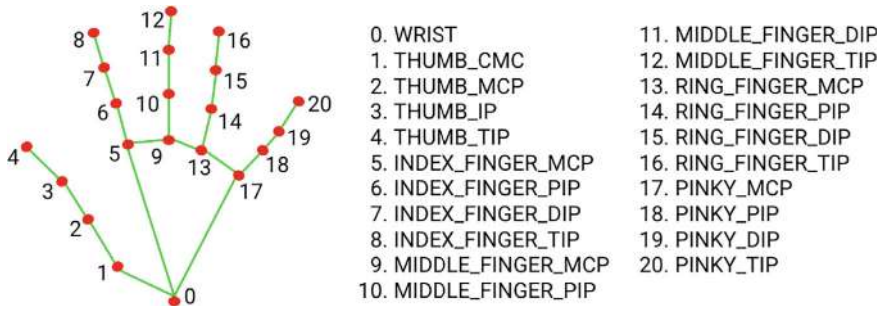 12
8
16
11
7
15
20
6
10
14
19
4
5
9
13
18
3
17
2
1
0
0. WRIST
1. THUMB_CMC
2. THUMB_MCP
3. THUMB_IP
4. THUMB_TIP
5. INDEX_FINGER_MCP
6. INDEX_FINGER_PIP
7. INDEX_FINGER_DIP
8. INDEX_FINGER_TIP
9. MIDDLE_FINGER_MCP
10. MIDDLE_FINGER_PIP
11. MIDDLE_FINGER_DIP
12. MIDDLE_FINGER_TIP
13. RING_FINGER_MCP
14. RING_FINGER_PIP
15. RING_FINGER_DIP
16. RING_FINGER_TIP
17. PINKY_MCP
18. PINKY_PIP
19. PINKY_DIP
20. PINKY_TIP